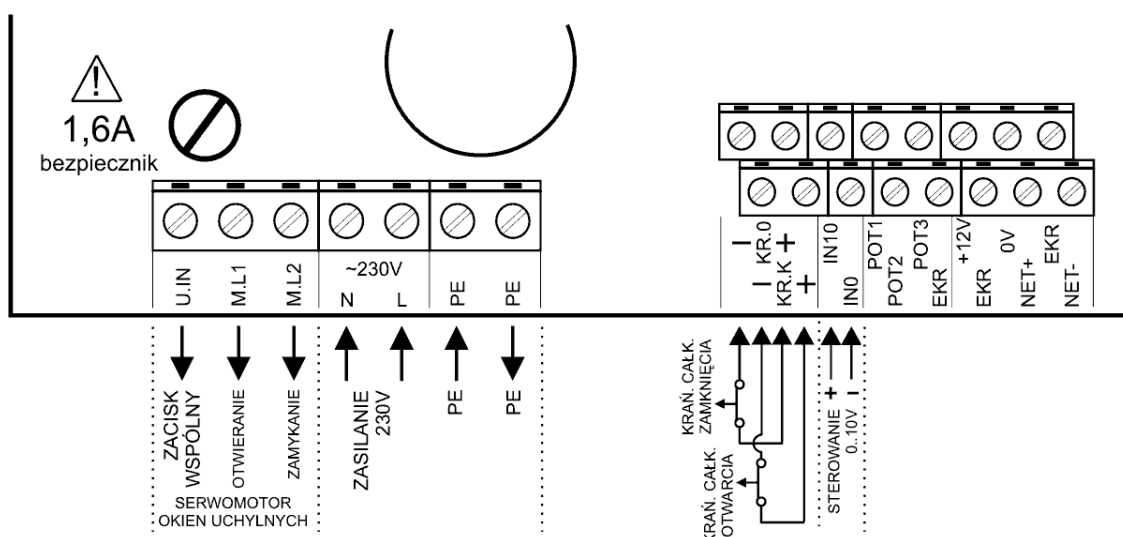 1,6A
bezpiecznik
U.IN
M.L1
M.L2
~230V
N
L
PE
PE
− KR.0 +
− KR.K +
IN10
IN0
POT1
POT2
POT3
EKR
+12V
EKR
0V
NET+
EKR
NET-
ZACISK
WSPÓLNY
OTWIERANIE
ZAMYKANIE
SERWOMOTOR
OKIEN UCHYLNYCH
ZASILANIE
230V
PE
PE
KRAŃ. CAŁK.
ZAMKNIĘCIA
KRAŃ. CAŁK.
OTWARCIA
STEROWANIE + −
0..10V